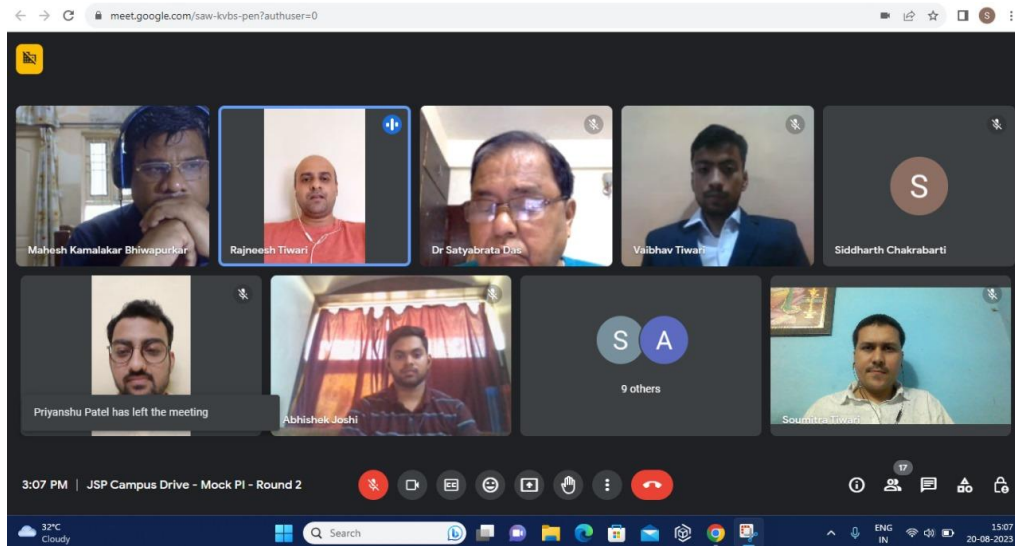 meet.google.com/saw-kvbs-pen?authuser=0
S
Mahesh Kamalakar Bhiwapurkar
Rajneesh Tiwari
Dr Satyabrata Das
Vaibhav Tiwari
S
Siddharth Chakrabarti
Priyanshu Patel has left the meeting
Abhishek Joshi
S A
9 others
Soumitra Tiwari
3:07 PM | JSP Campus Drive - Mock PI - Round 2
CC
17
32°C
Cloudy
Search
b
ENG
IN
15:07
20-08-2023